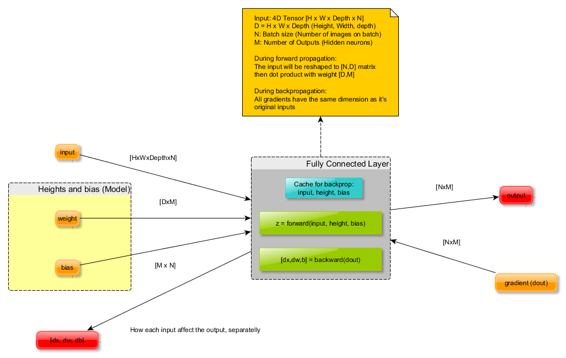 Input: 4D Tensor [H x W x Depth x N]
D = H x W x Depth (Height, Width, depth)
N: Batch size (Number of images on batch)
M: Number of Outputs (Hidden neurons)
During forward propagation:
The input will be reshaped to [N,D] matrix
then dot product with weight [D,M]
During backpropagation:
All gradients have the same dimension as it's
original inputs
input
[HxWxDepthxN]
Fully Connected Layer
Heights and bias (Model)
Cache for backprop:
input, height, bias
[NxM]
output
[DxM]
weight
z = forward(input, height, bias)
[NxM]
bias
[M x N]
[dx,dw,b] = backward(dout)
gradient (dout)
[dx, dw, db]
How each input affect the output, separatelly